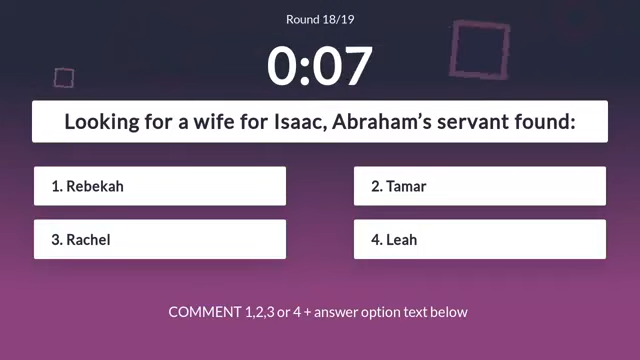 Round 18/19
0:07
Looking for a wife for Isaac, Abraham’s servant found:
1. Rebekah
2. Tamar
3. Rachel
4. Leah
COMMENT 1,2,3 or 4 + answer option text below